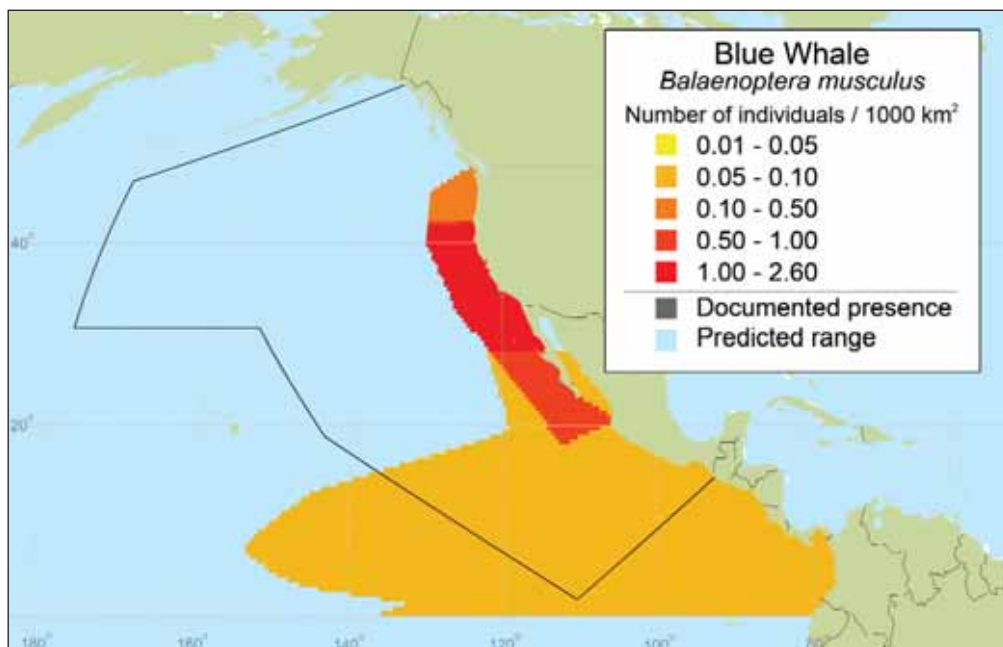 Blue Whale
Balaenoptera musculus
Number of individuals / 1000 km²
0.01 - 0.05
0.05 - 0.10
0.10 - 0.50
0.50 - 1.00
1.00 - 2.60
Documented presence
Predicted range
40°
20°
180°
160°
140°
120°
100°
80°